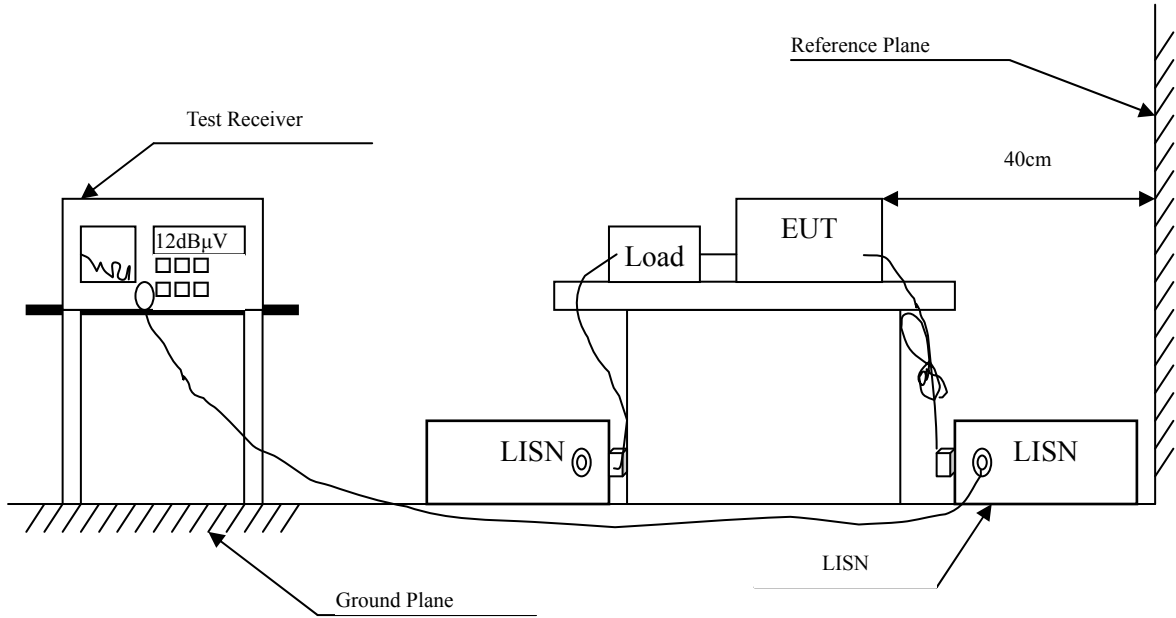 Reference Plane
Test Receiver
40cm
12dBµV
Load
EUT
LISN
LISN
LISN
Ground Plane